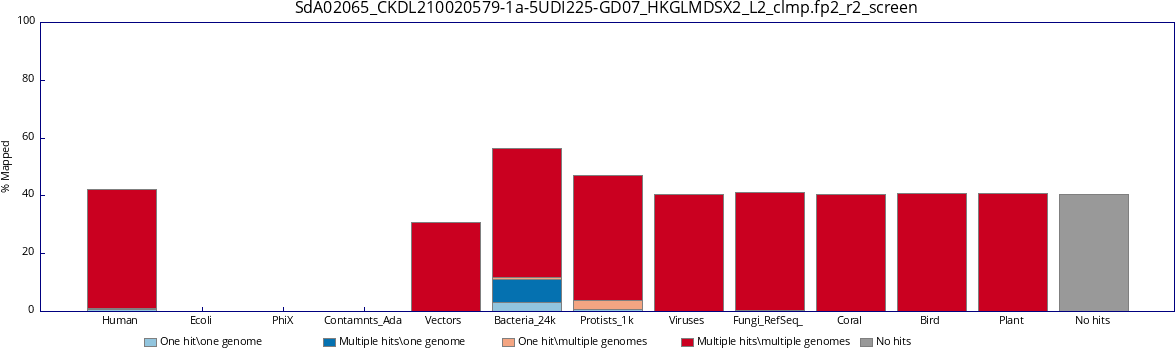 SdA02065_CKDL210020579-1a-5UDI225-GD07_HKGLMDSX2_L2_clmp.fp2_r2_screen
100
80
60
40
20
0
% Mapped
Human Ecoli PhiX Contamnts_Ada Vectors Bacteria_24k Protists_1k Viruses Fungi_RefSeq_ Coral Bird Plant No hits
One hit\one genome Multiple hits\one genome One hit\multiple genomes Multiple hits\multiple genomes No hits